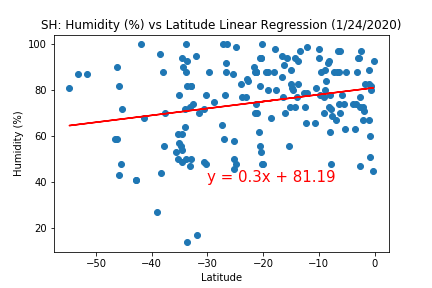 SH: Humidity (%) vs Latitude Linear Regression (1/24/2020)
100
80
60
40
20
Humidity (%)
y = 0.3x + 81.19
−50 −40 −30 −20 −10 0
Latitude